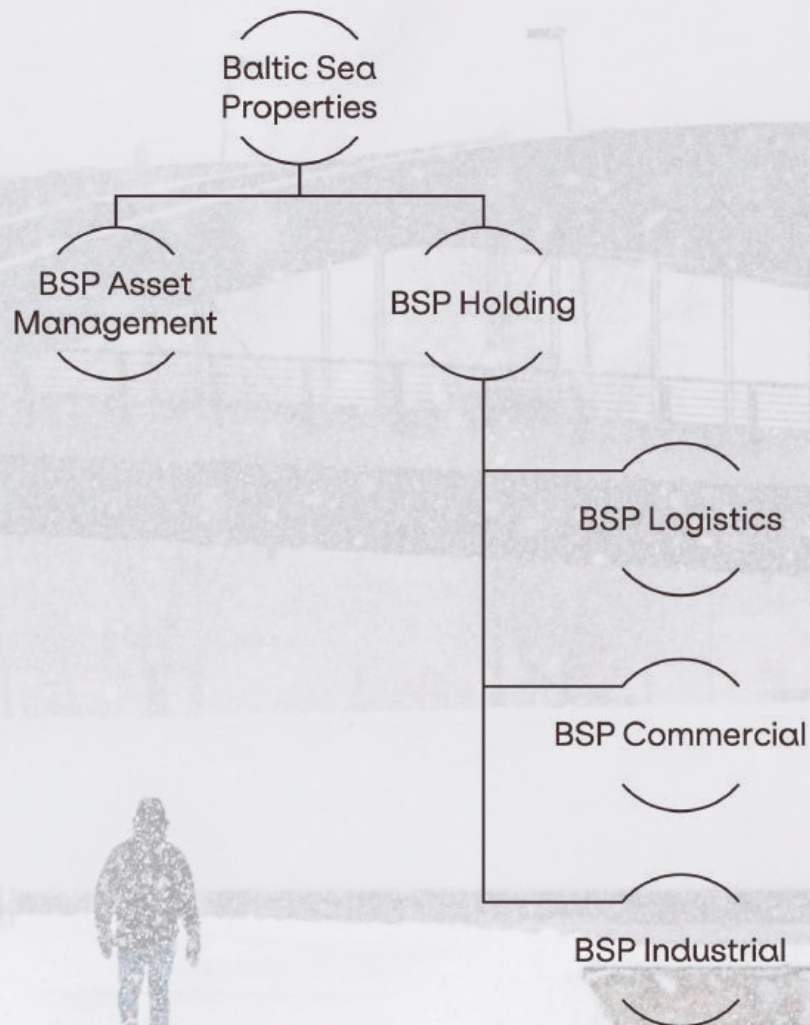 Baltic Sea
Properties
BSP Asset
Management
BSP Holding
BSP Logistics
BSP Commercial
BSP Industrial